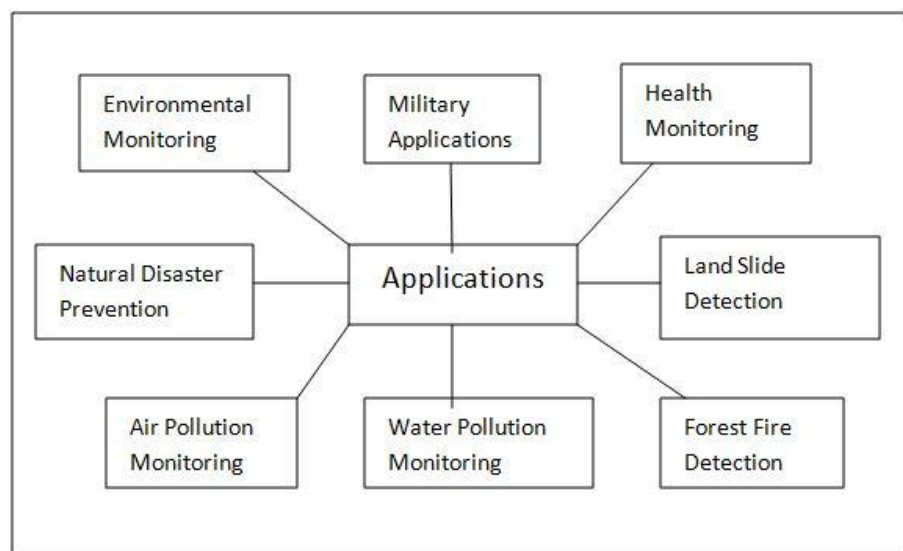 Environmental
Monitoring
Military
Applications
Health
Monitoring
Natural Disaster
Prevention
Applications
Land Slide
Detection
Air Pollution
Monitoring
Water Pollution
Monitoring
Forest Fire
Detection